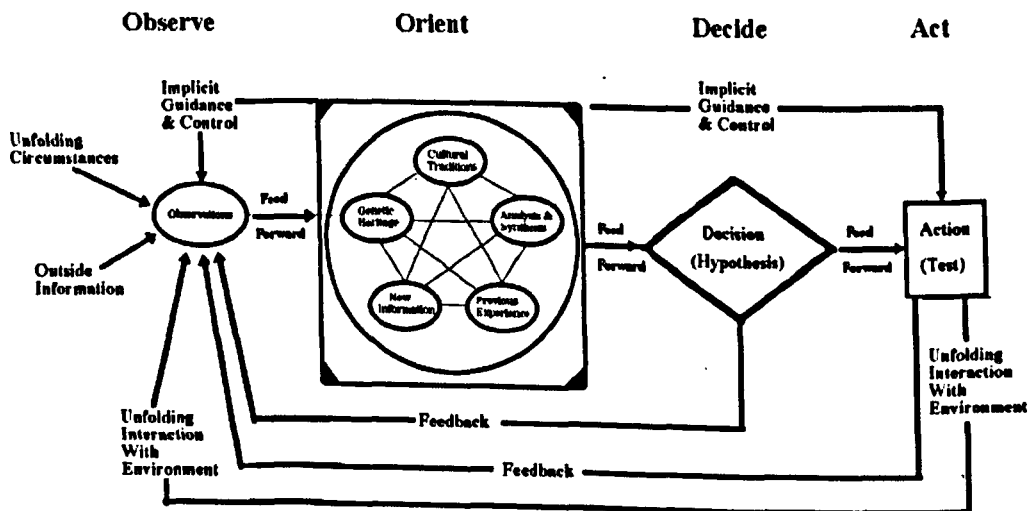 Observe
Orient
Decide
Act
Implicit
Guidance
& Control
Unfolding
Circumstances
Observations
Feed
Forward
Outside
Information
Cultural
Traditions
Genetic
Heritage
Analysis &
Synthesis
New
Information
Previous
Experience
Feed
Forward
Implicit
Guidance
& Control
Decision
(Hypothesis)
Feed
Forward
Action
(Test)
Unfolding
Interaction
With
Environment
Feedback
Unfolding
Interaction
With
Environment
Feedback